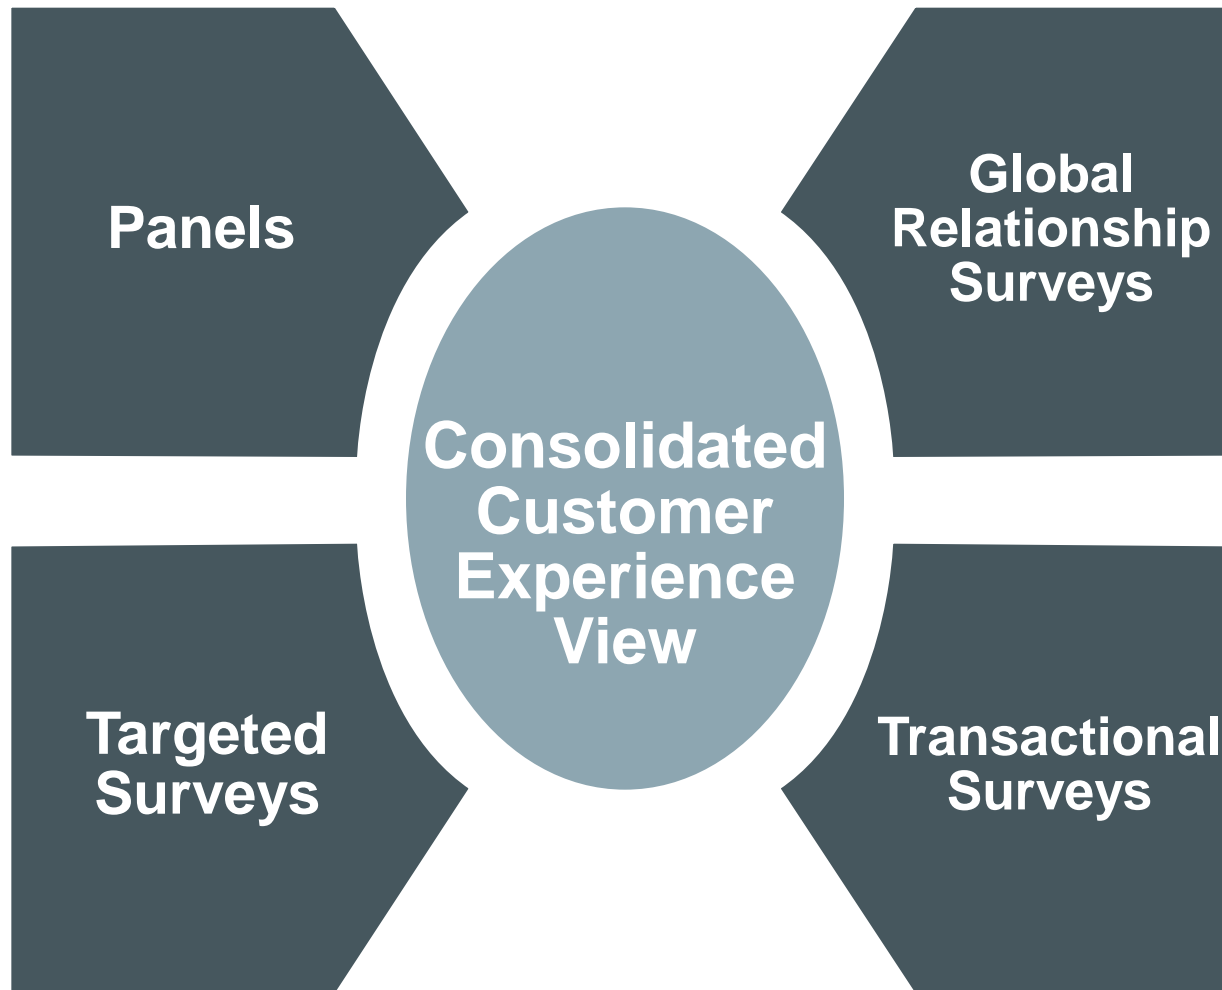 Panels
Global
Relationship
Surveys
Consolidated
Customer
Experience
View
Targeted
Surveys
Transactional
Surveys